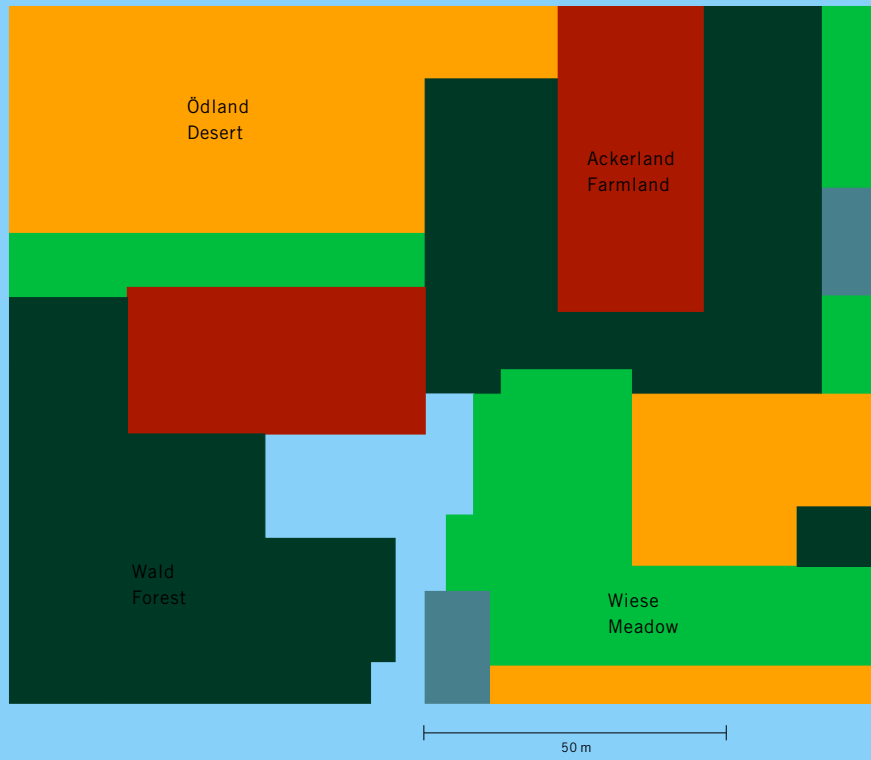 Ödland
Desert
Ackerland
Farmland
Wald
Forest
Wiese
Meadow
50 m